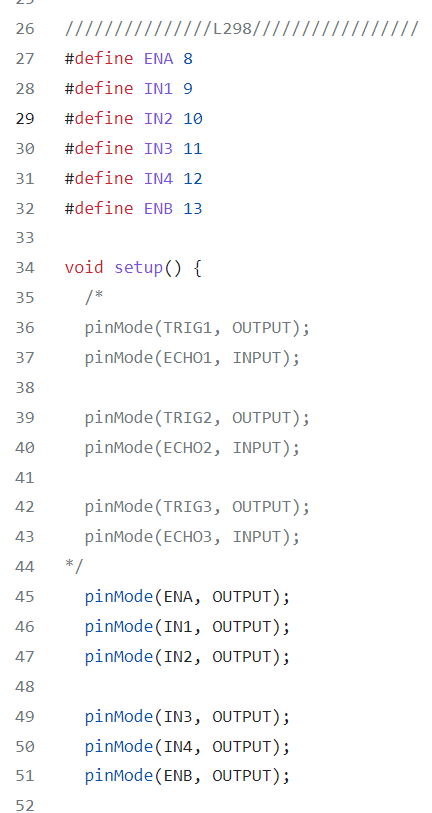 26 ///////////////L298/////////////////
27 #define ENA 8
28 #define IN1 9
29 #define IN2 10
30 #define IN3 11
31 #define IN4 12
32 #define ENB 13
33
34 void setup() {
35   /*
36   pinMode(TRIG1, OUTPUT);
37   pinMode(ECHO1, INPUT);
38
39   pinMode(TRIG2, OUTPUT);
40   pinMode(ECHO2, INPUT);
41
42   pinMode(TRIG3, OUTPUT);
43   pinMode(ECHO3, INPUT);
44 */
45   pinMode(ENA, OUTPUT);
46   pinMode(IN1, OUTPUT);
47   pinMode(IN2, OUTPUT);
48
49   pinMode(IN3, OUTPUT);
50   pinMode(IN4, OUTPUT);
51   pinMode(ENB, OUTPUT);
52